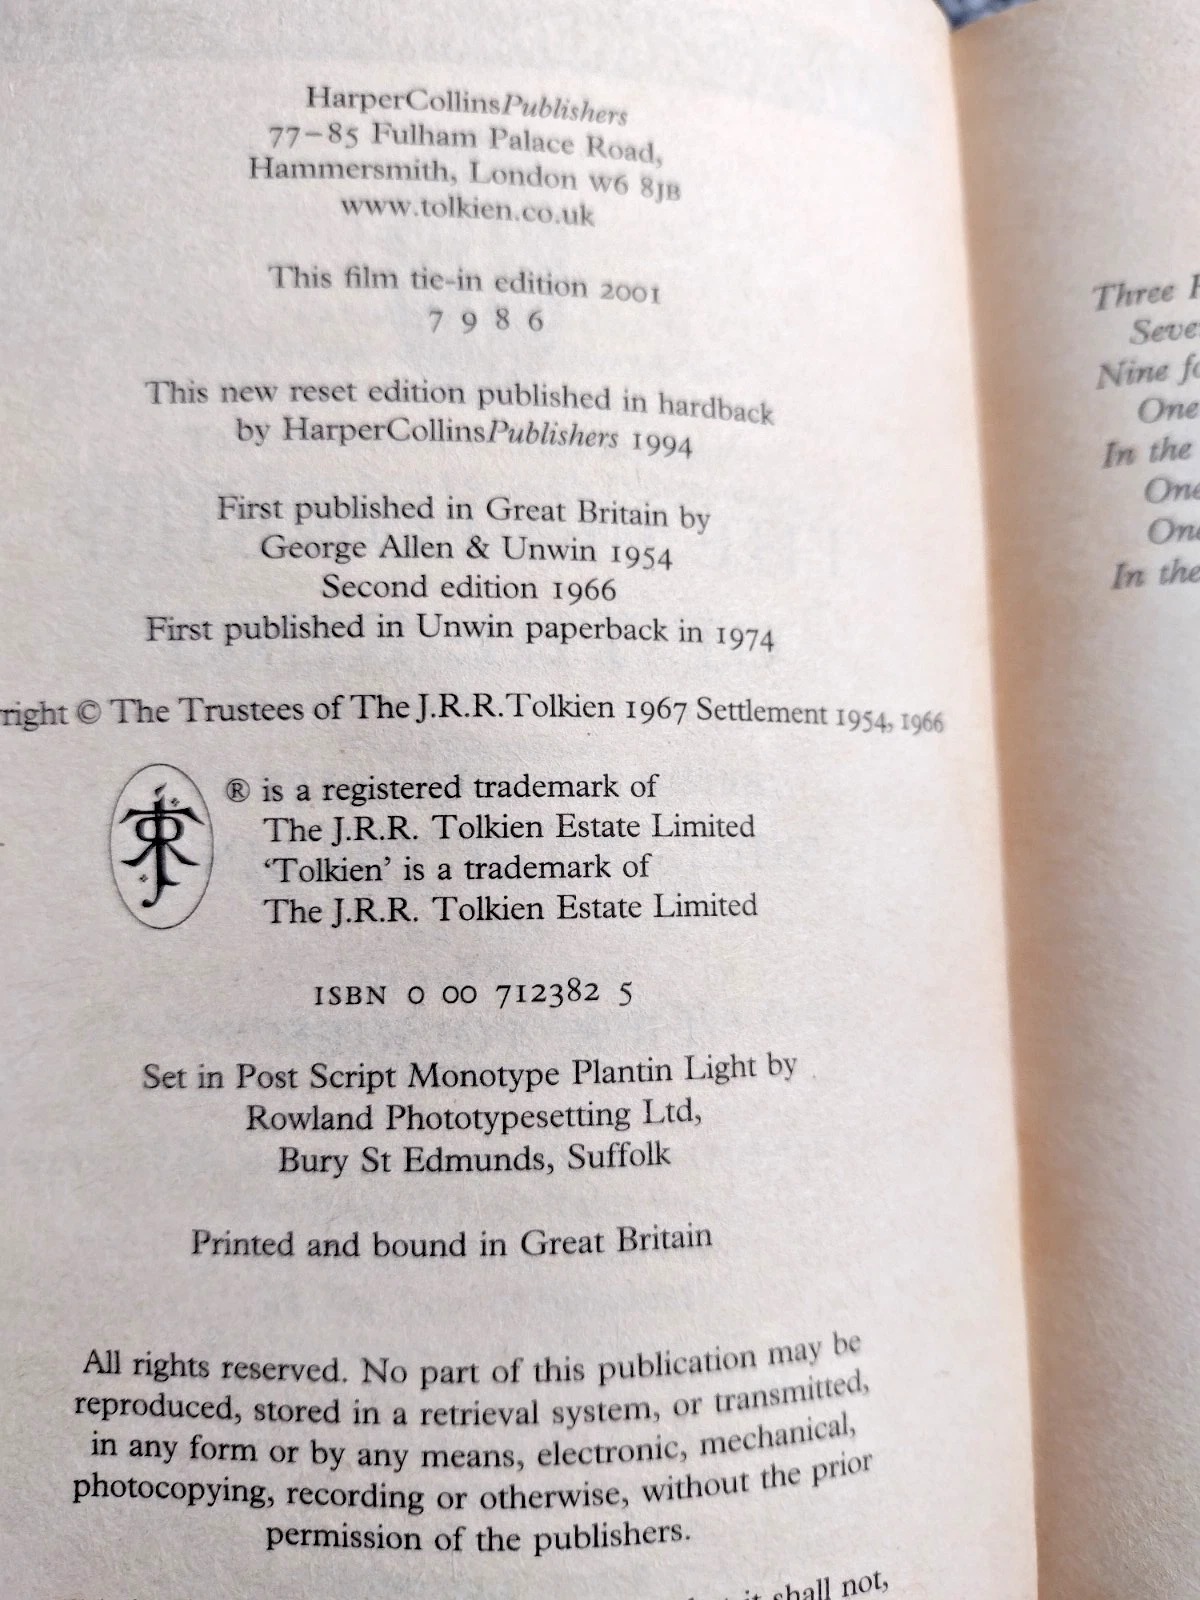 HarperCollinsPublishers
77–85 Fulham Palace Road,
Hammersmith, London W6 8JB
www.tolkien.co.uk
This film tie-in edition 2001
7 9 8 6
This new reset edition published in hardback
by HarperCollinsPublishers 1994
First published in Great Britain by
George Allen & Unwin 1954
Second edition 1966
First published in Unwin paperback in 1974
right © The Trustees of The J.R.R.Tolkien 1967 Settlement 1954, 1966
® is a registered trademark of
The J.R.R. Tolkien Estate Limited
‘Tolkien’ is a trademark of
The J.R.R. Tolkien Estate Limited
ISBN 0 00 712382 5
Set in Post Script Monotype Plantin Light by
Rowland Phototypesetting Ltd,
Bury St Edmunds, Suffolk
Printed and bound in Great Britain
All rights reserved. No part of this publication may be
reproduced, stored in a retrieval system, or transmitted,
in any form or by any means, electronic, mechanical,
photocopying, recording or otherwise, without the prior
permission of the publishers.
it shall not,
Three
Seve
Nine fo
One
In the
One
One
In the